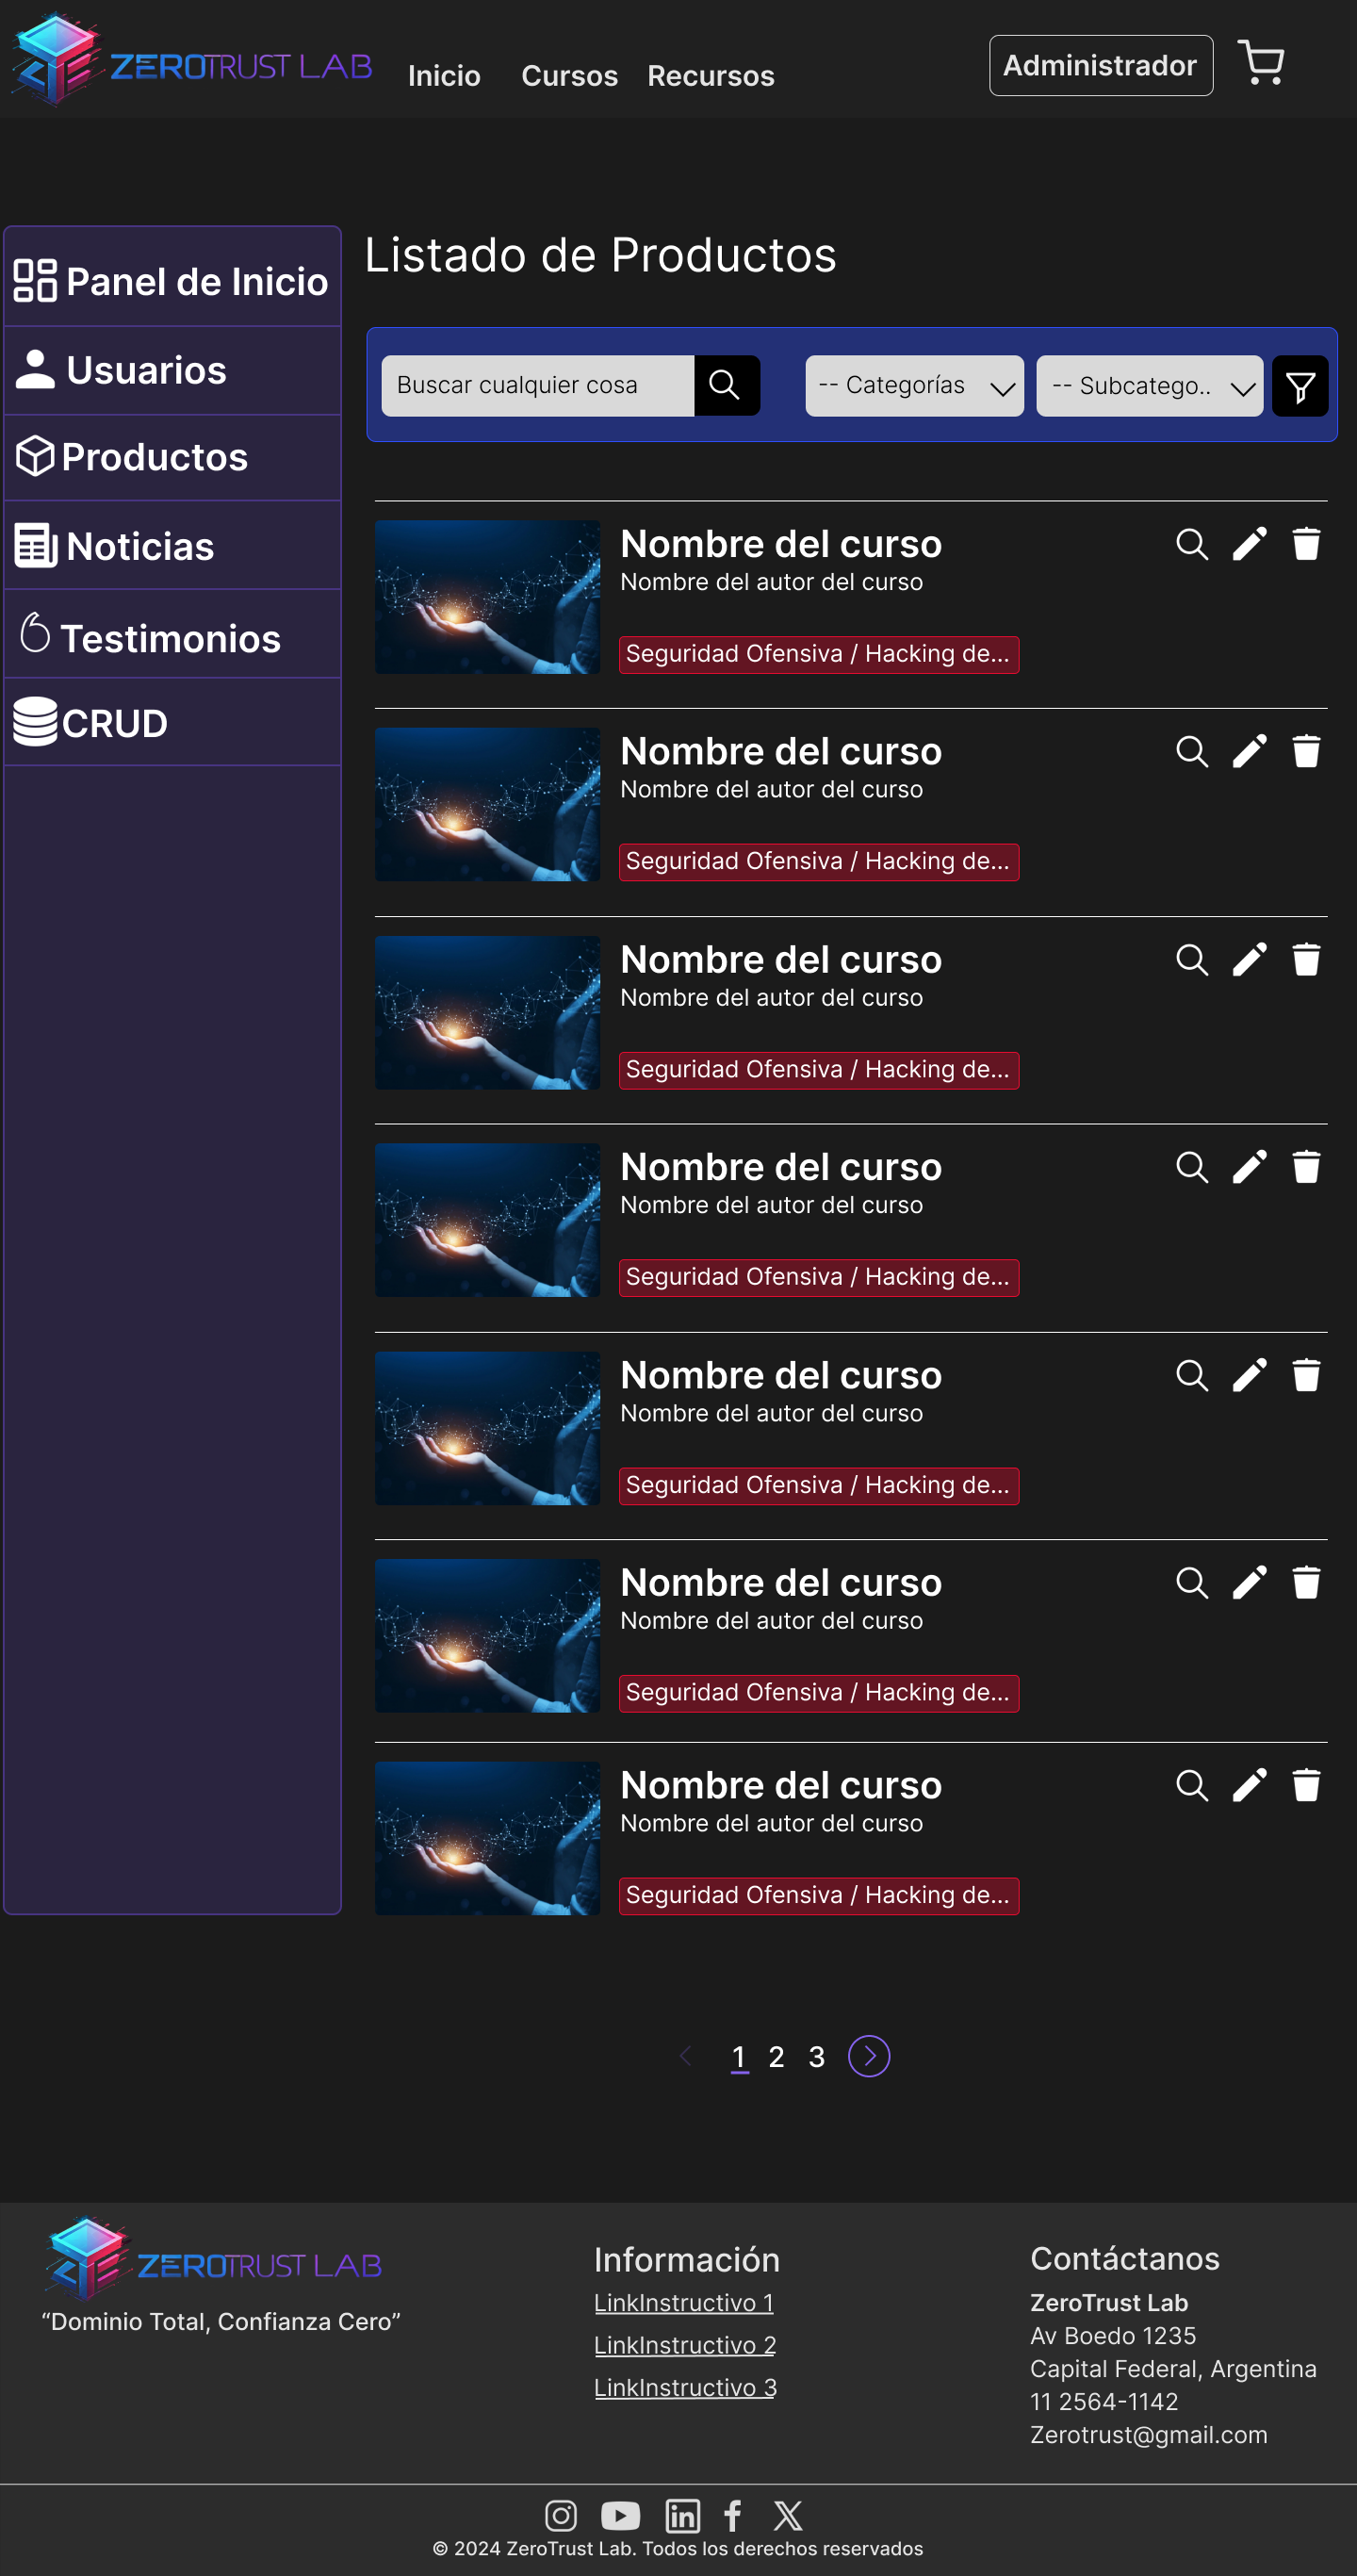 ZEROTRUST LAB
Inicio
Cursos
Recursos
Administrador
Panel de Inicio
Usuarios
Productos
Noticias
Testimonios
CRUD
Listado de Productos
Buscar cualquier cosa
-- Categorías
-- Subcatego..
Nombre del curso
Nombre del autor del curso
Seguridad Ofensiva / Hacking de...
Nombre del curso
Nombre del autor del curso
Seguridad Ofensiva / Hacking de...
Nombre del curso
Nombre del autor del curso
Seguridad Ofensiva / Hacking de...
Nombre del curso
Nombre del autor del curso
Seguridad Ofensiva / Hacking de...
Nombre del curso
Nombre del autor del curso
Seguridad Ofensiva / Hacking de...
Nombre del curso
Nombre del autor del curso
Seguridad Ofensiva / Hacking de...
Nombre del curso
Nombre del autor del curso
Seguridad Ofensiva / Hacking de...
1 2 3
ZEROTRUST LAB
“Dominio Total, Confianza Cero”
Información
LinkInstructivo 1
LinkInstructivo 2
LinkInstructivo 3
Contáctanos
ZeroTrust Lab
Av Boedo 1235
Capital Federal, Argentina
11 2564-1142
Zerotrust@gmail.com
© 2024 ZeroTrust Lab. Todos los derechos reservados